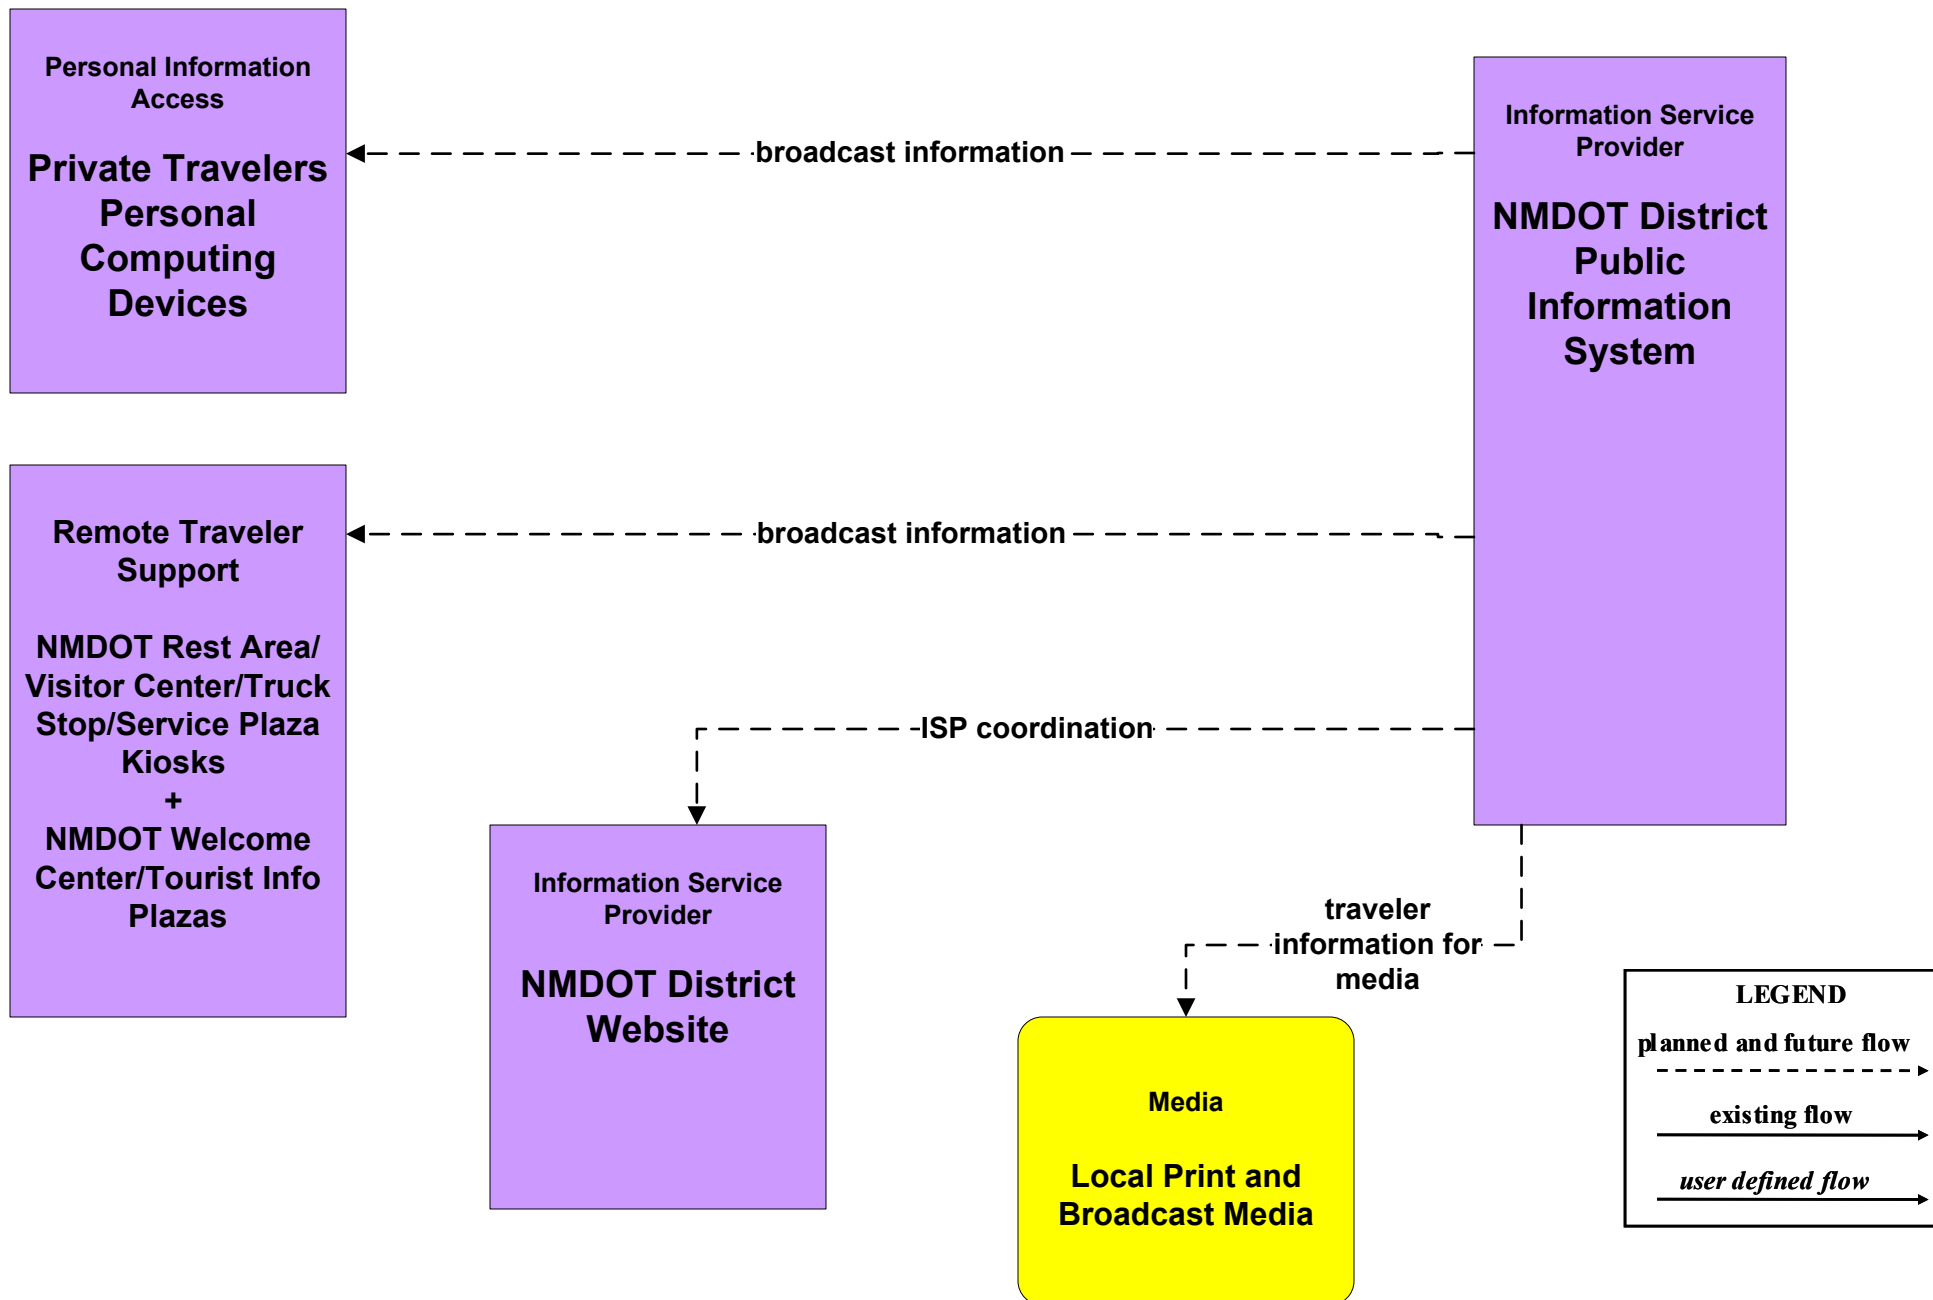 Personal Information
Access
Private Travelers
Personal
Computing
Devices
broadcast information
Information Service
Provider
NMDOT District
Public
Information
System
Remote Traveler
Support
NMDOT Rest Area/
Visitor Center/Truck
Stop/Service Plaza
Kiosks
+
NMDOT Welcome
Center/Tourist Info
Plazas
broadcast information
ISP coordination
Information Service
Provider
NMDOT District
Website
traveler
information for
media
Media
Local Print and
Broadcast Media
LEGEND
planned and future flow
existing flow
user defined flow